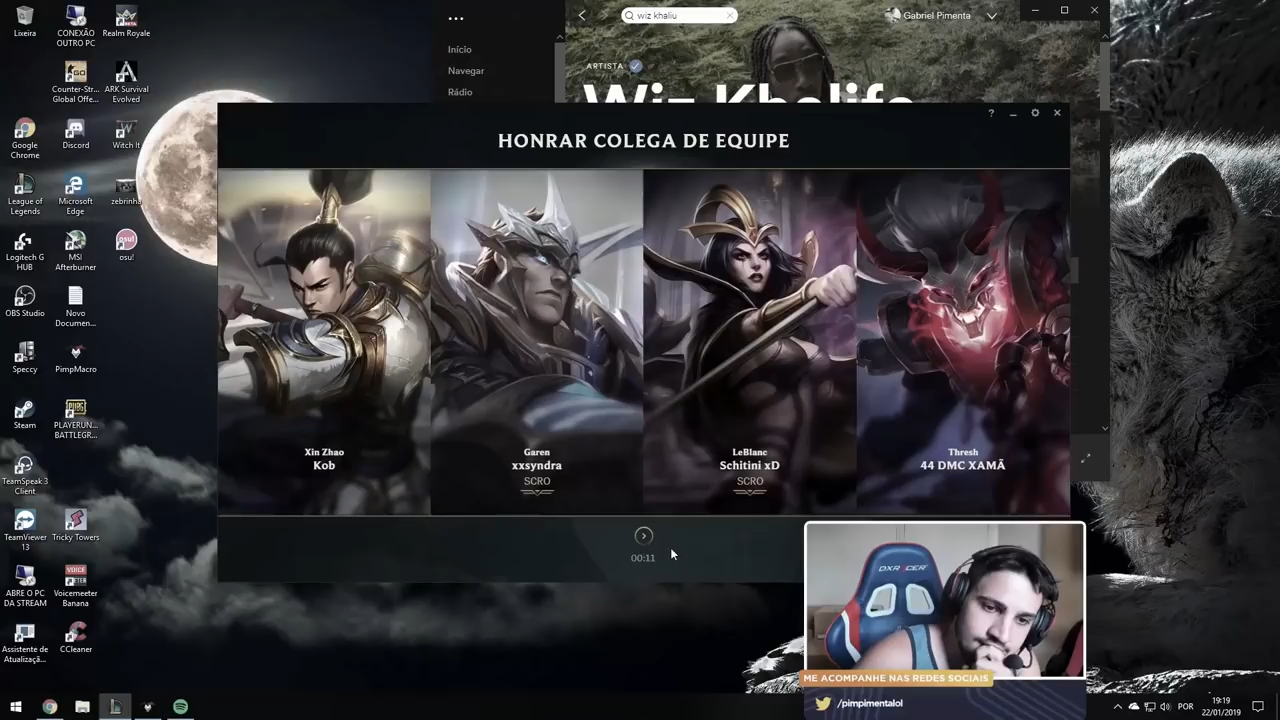 Lixeira
CONEXÃO
OUTRO PC
Realm Royale
Counter-Str...
Global Offe...
ARK Survival
Evolved
Google
Chrome
Discord
Witch It
League of
Legends
Microsoft
Edge
zebrinha
Logitech G
HUB
MSI
Afterburner
osu!
OBS Studio
Novo
Documen...
Speccy
PimpMacro
Steam
PLAYERUN...
BATTLEGR...
TeamSpeak 3
Client
TeamViewer
13
Tricky Towers
ABRE O PC
DA STREAM
Voicemeeter
Banana
Assistente de
Atualizaçã...
CCleaner
Início
Navegar
Rádio
wiz khaliu
Gabriel Pimenta
ARTISTA
Wiz Khalifa
HONRAR COLEGA DE EQUIPE
Xin Zhao
Kob
Garen
xxsyndra
SCRO
LeBlanc
Schitini xD
SCRO
Thresh
44 DMC XAMÃ
00:11
DXRACER
ME ACOMPANHE NAS REDES SOCIAIS
/pimpimentalol
POR
19:19
22/01/2019